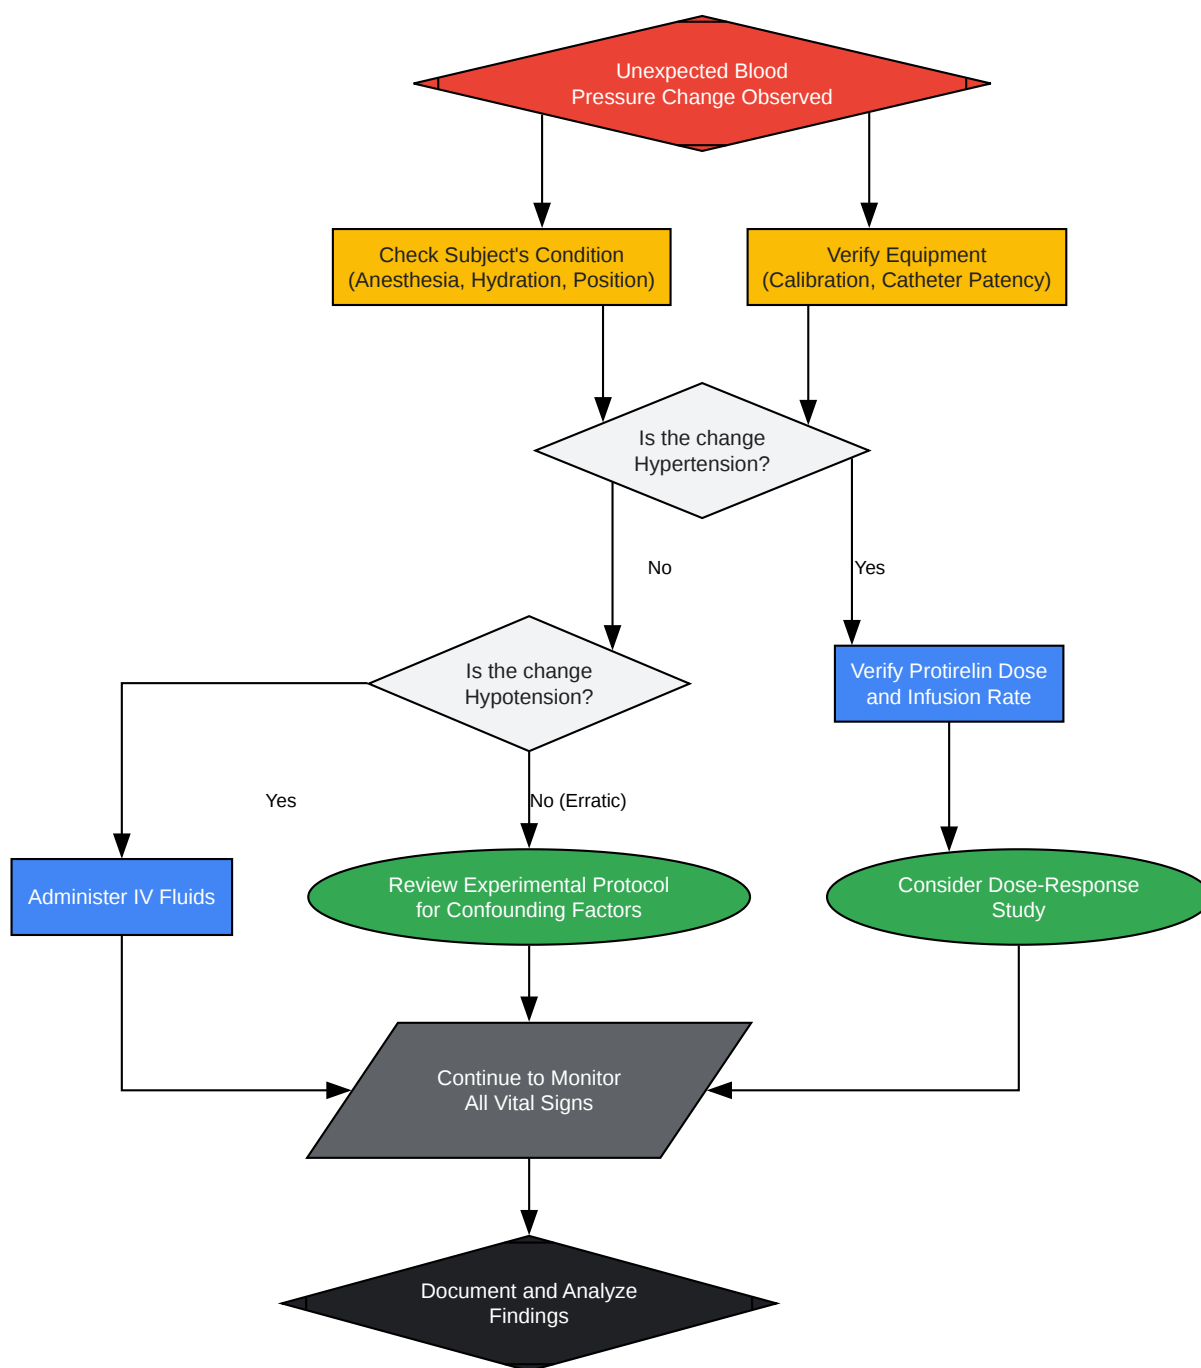 Unexpected Blood
Pressure Change Observed
Check Subject's Condition
(Anesthesia, Hydration, Position)
Verify Equipment
(Calibration, Catheter Patency)
Is the change
Hypertension?
No
Yes
Is the change
Hypotension?
Verify Protirelin Dose
and Infusion Rate
Yes
No (Erratic)
Administer IV Fluids
Review Experimental Protocol
for Confounding Factors
Consider Dose-Response
Study
Continue to Monitor
All Vital Signs
Document and Analyze
Findings